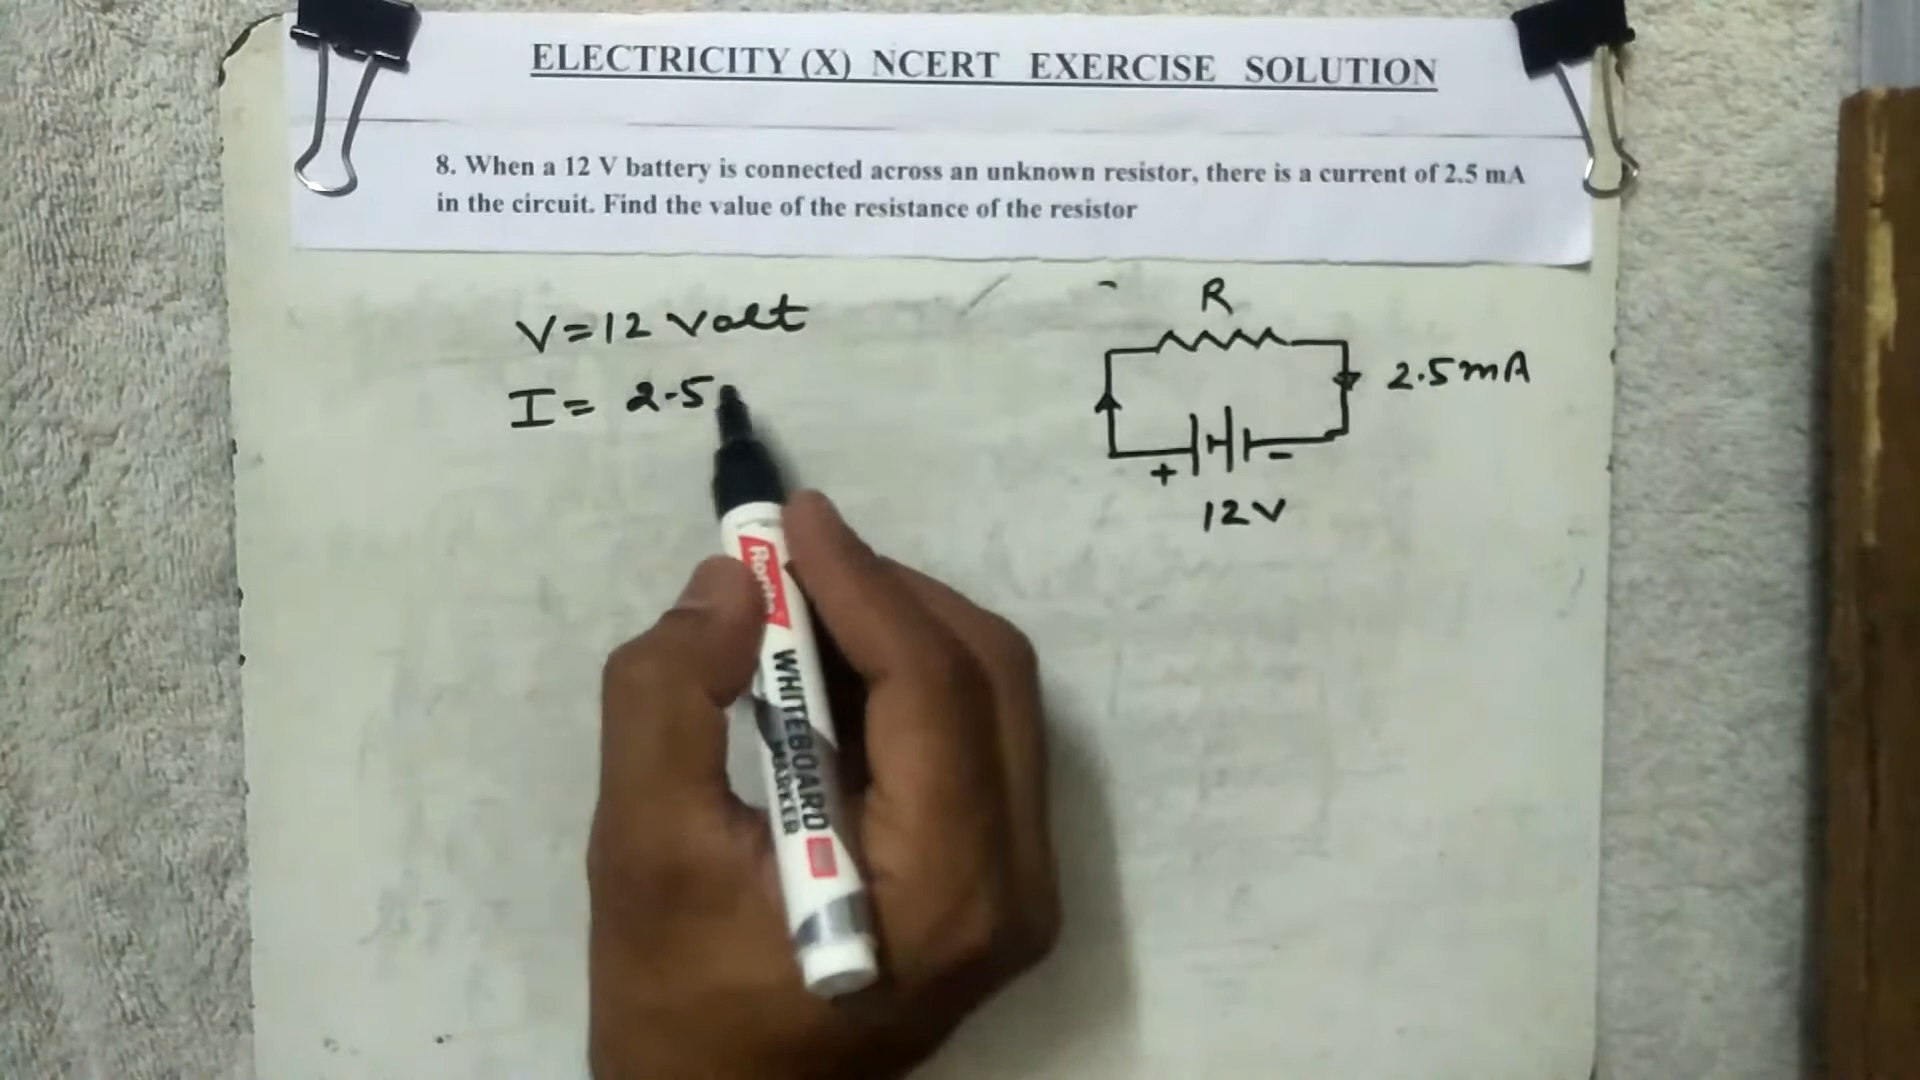 ELECTRICITY (X) NCERT EXERCISE SOLUTION
8. When a 12 V battery is connected across an unknown resistor, there is a current of 2.5 mA
in the circuit. Find the value of the resistance of the resistor
V=12 Volt
I= 2.5
R
2.5mA
+ -
12V
WHITEBOARD
MARKER